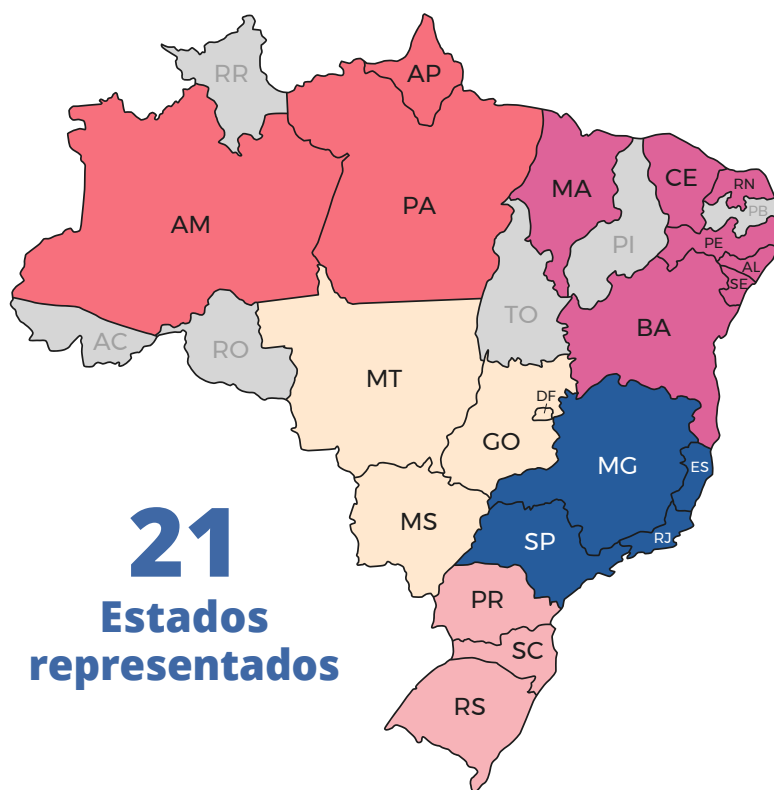 RR
AP
AM
PA
MA
CE
RN
PB
PI
PE
AL
SE
TO
BA
AC
RO
MT
DF
GO
MG
ES
MS
SP
RJ
PR
SC
RS
21
Estados
representados